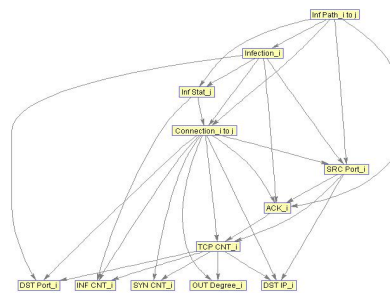 Inf Path_i to j
Infection_i
Inf Stat_i
Connection_i to j
SRC Port_i
ACK_i
TCP CNT_i
DST Port_i
INF CNT_i
SYN CNT_i
OUT Degree_i
DST IP_i